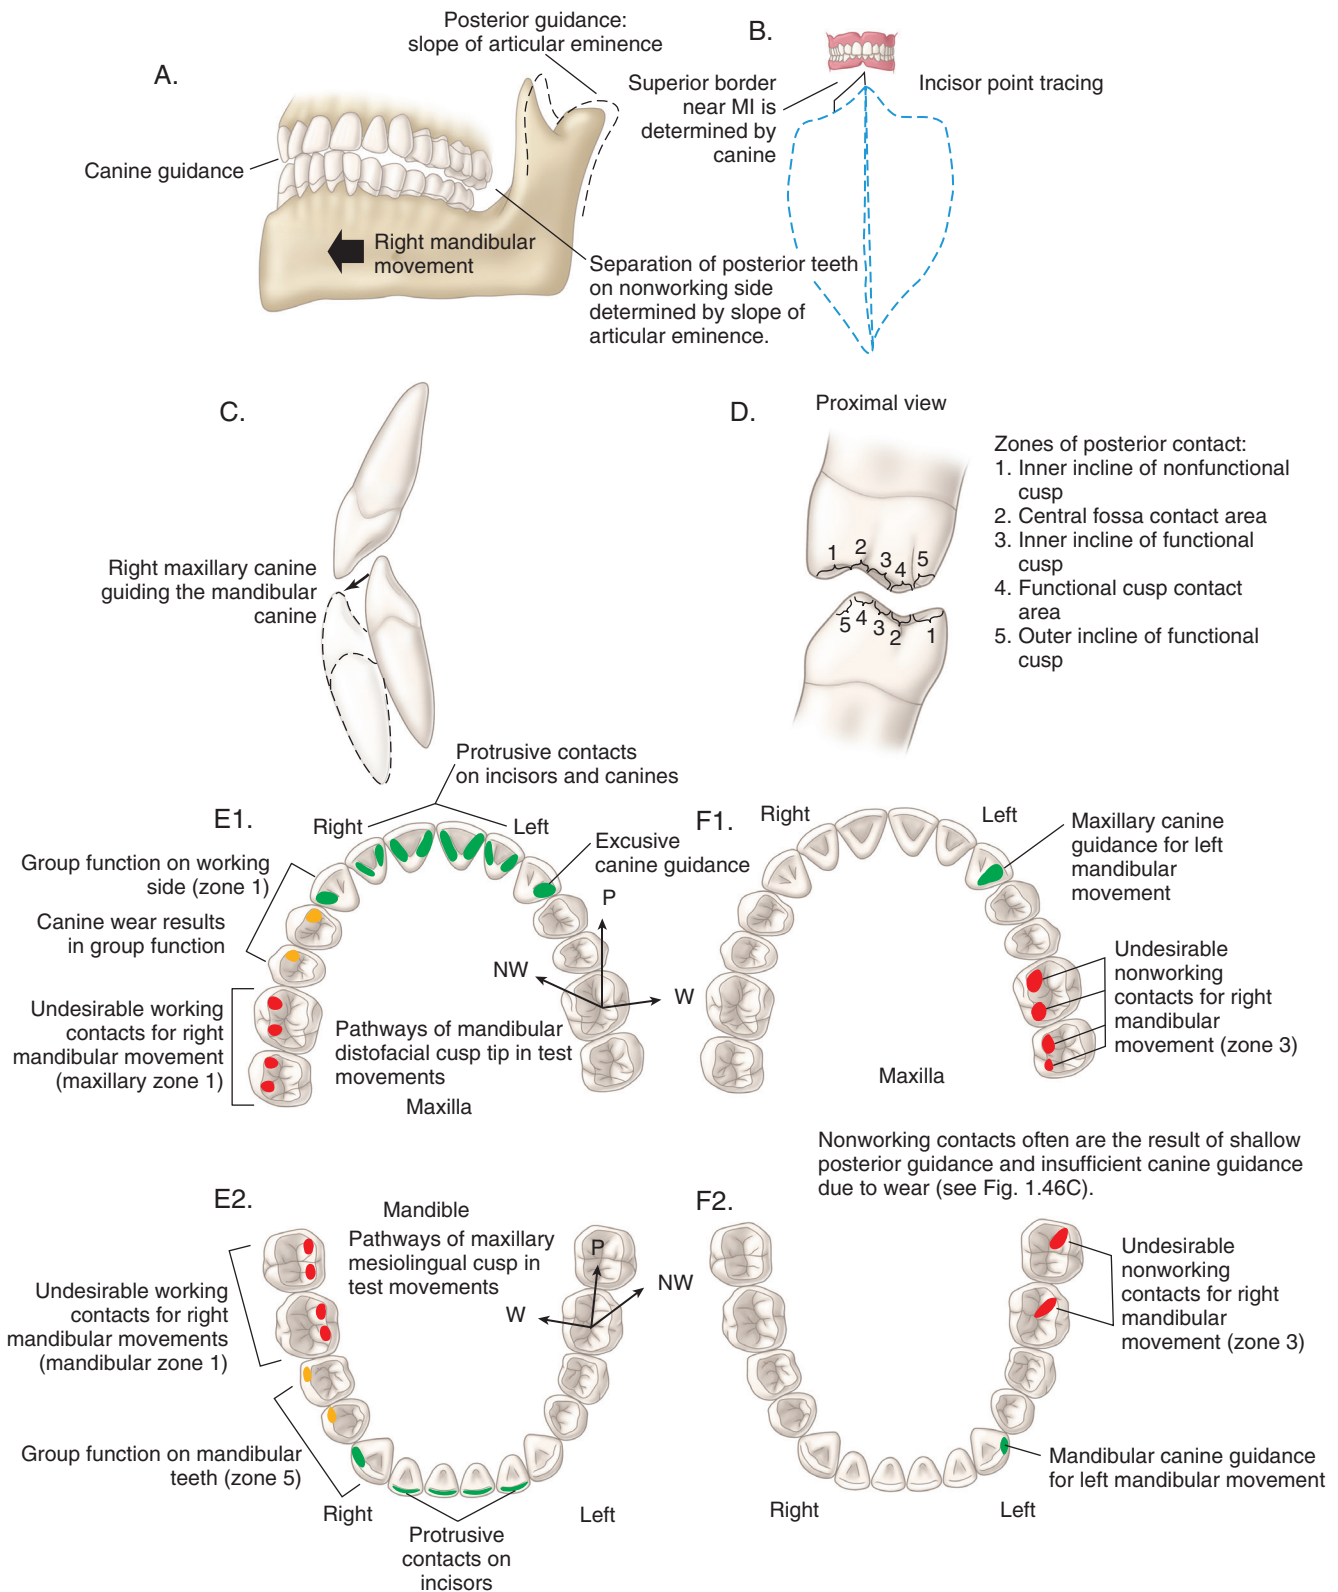 A.
Posterior guidance:
slope of articular eminence
Canine guidance
Right mandibular
movement
Separation of posterior teeth
on nonworking side
determined by slope of
articular eminence.
B.
Superior border
near MI is
determined by
canine
Incisor point tracing
C.
Right maxillary canine
guiding the mandibular
canine
D.
Proximal view
1
2
3
4
5
5
4
3
2
1
Zones of posterior contact:
1. Inner incline of nonfunctional
cusp
2. Central fossa contact area
3. Inner incline of functional
cusp
4. Functional cusp contact
area
5. Outer incline of functional
cusp
E1.
Protrusive contacts
on incisors and canines
Right
Left
Group function on working
side (zone 1)
Canine wear results
in group function
Excusive
canine guidance
P
NW
W
Undesirable working
contacts for right
mandibular movement
(maxillary zone 1)
Pathways of mandibular
distofacial cusp tip in test
movements
Maxilla
F1.
Right
Left
Maxillary canine
guidance for left
mandibular
movement
Undesirable
nonworking
contacts for right
mandibular
movement (zone 3)
Maxilla
Nonworking contacts often are the result of shallow
posterior guidance and insufficient canine guidance
due to wear (see Fig. 1.46C).
E2.
Mandible
Pathways of maxillary
mesiolingual cusp in
test movements
P
NW
W
Undesirable working
contacts for right
mandibular movements
(mandibular zone 1)
Group function on mandibular
teeth (zone 5)
Right
Left
Protrusive
contacts on
incisors
F2.
Undesirable
nonworking
contacts for right
mandibular
movement (zone 3)
Mandibular canine guidance
for left mandibular movement
Right
Left